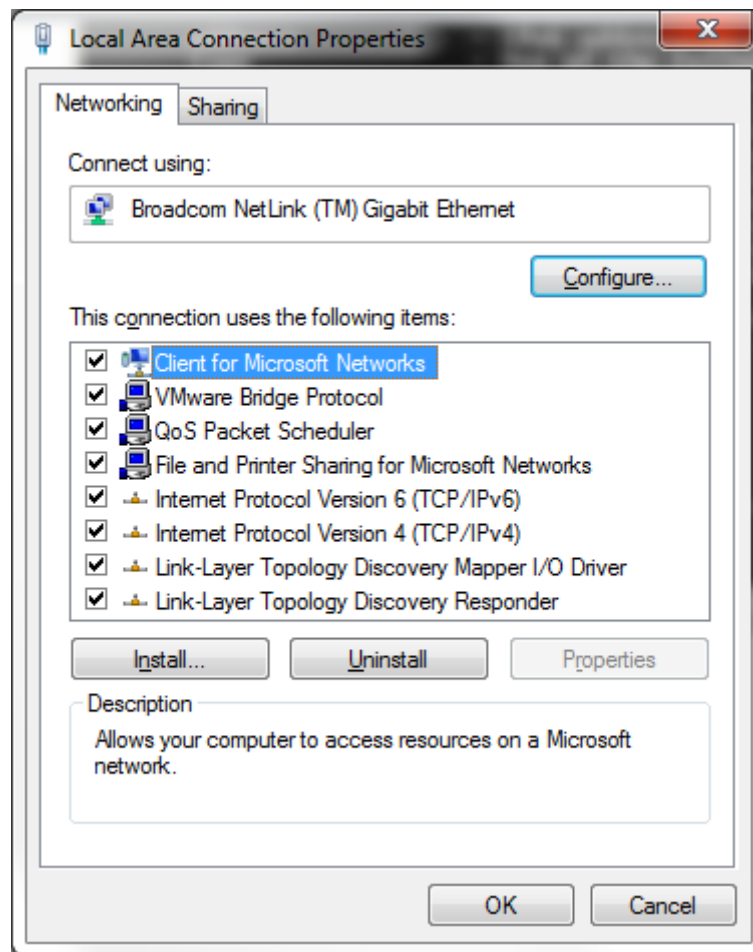 Local Area Connection Properties
Networking
Sharing
Connect using:
Broadcom NetLink (TM) Gigabit Ethernet
Configure...
This connection uses the following items:
Client for Microsoft Networks
VMware Bridge Protocol
QoS Packet Scheduler
File and Printer Sharing for Microsoft Networks
Internet Protocol Version 6 (TCP/IPv6)
Internet Protocol Version 4 (TCP/IPv4)
Link-Layer Topology Discovery Mapper I/O Driver
Link-Layer Topology Discovery Responder
Install...
Uninstall
Properties
Description
Allows your computer to access resources on a Microsoft
network.
OK
Cancel